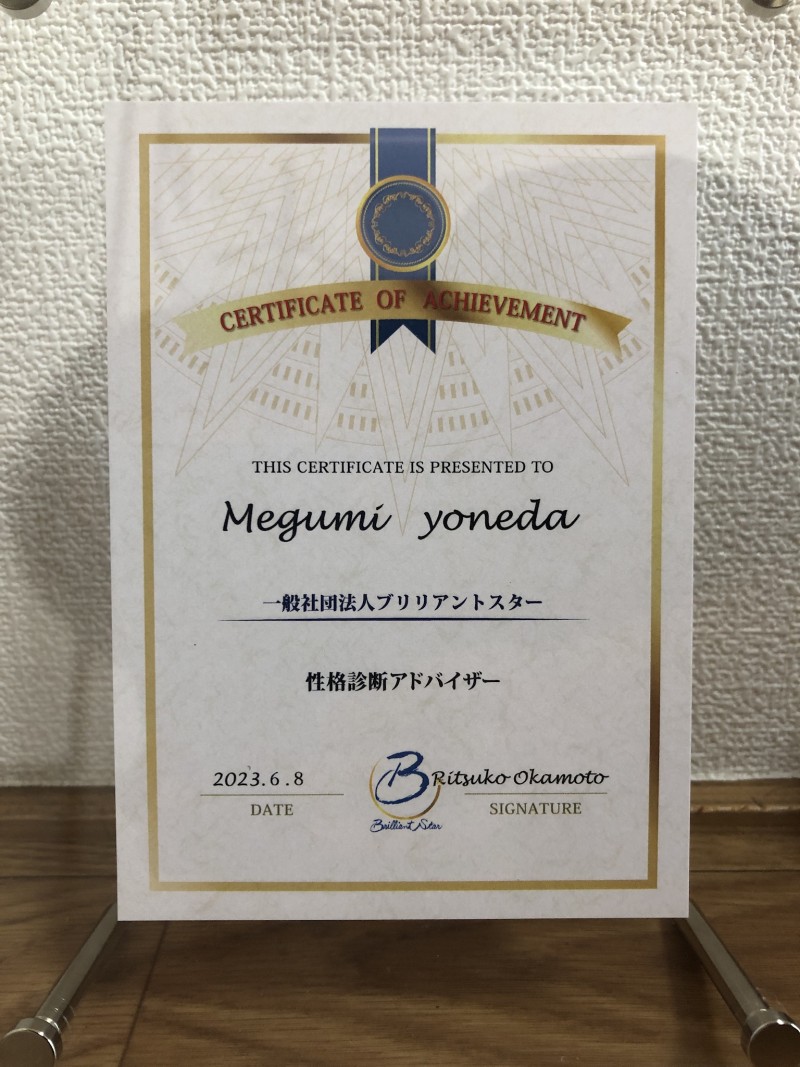 CERTIFICATE OF ACHIEVEMENT
THIS CERTIFICATE IS PRESENTED TO
Megumi yoneda
一般社団法人ブリリアントスター
性格診断アドバイザー
2023.6.8
DATE
B
Brilliant Star
Ritsuko Okamoto
SIGNATURE